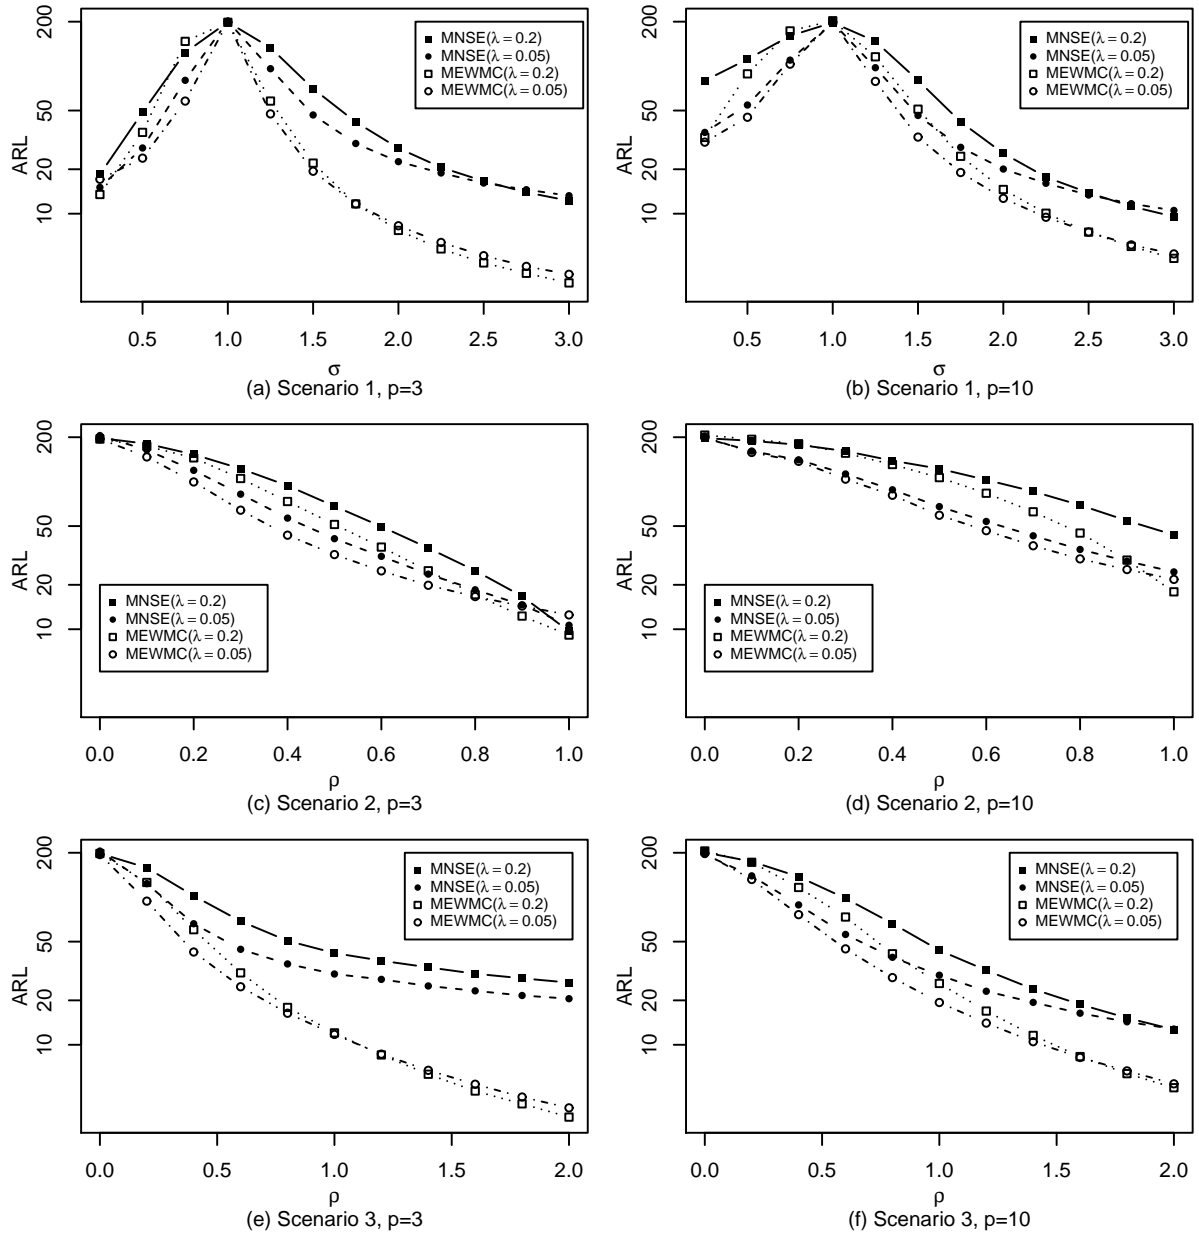 200
50
20
10
ARL
MNSE(λ = 0.2)
MNSE(λ = 0.05)
MEWMC(λ = 0.2)
MEWMC(λ = 0.05)
0.5 1.0 1.5 2.0 2.5 3.0
σ
(a) Scenario 1, p=3
200
50
20
10
ARL
MNSE(λ = 0.2)
MNSE(λ = 0.05)
MEWMC(λ = 0.2)
MEWMC(λ = 0.05)
0.5 1.0 1.5 2.0 2.5 3.0
σ
(b) Scenario 1, p=10
200
50
20
10
ARL
MNSE(λ = 0.2)
MNSE(λ = 0.05)
MEWMC(λ = 0.2)
MEWMC(λ = 0.05)
0.0 0.2 0.4 0.6 0.8 1.0
ρ
(c) Scenario 2, p=3
200
50
20
10
ARL
MNSE(λ = 0.2)
MNSE(λ = 0.05)
MEWMC(λ = 0.2)
MEWMC(λ = 0.05)
0.0 0.2 0.4 0.6 0.8 1.0
ρ
(d) Scenario 2, p=10
200
50
20
10
ARL
MNSE(λ = 0.2)
MNSE(λ = 0.05)
MEWMC(λ = 0.2)
MEWMC(λ = 0.05)
0.0 0.5 1.0 1.5 2.0
ρ
(e) Scenario 3, p=3
200
50
20
10
ARL
MNSE(λ = 0.2)
MNSE(λ = 0.05)
MEWMC(λ = 0.2)
MEWMC(λ = 0.05)
0.0 0.5 1.0 1.5 2.0
ρ
(f) Scenario 3, p=10